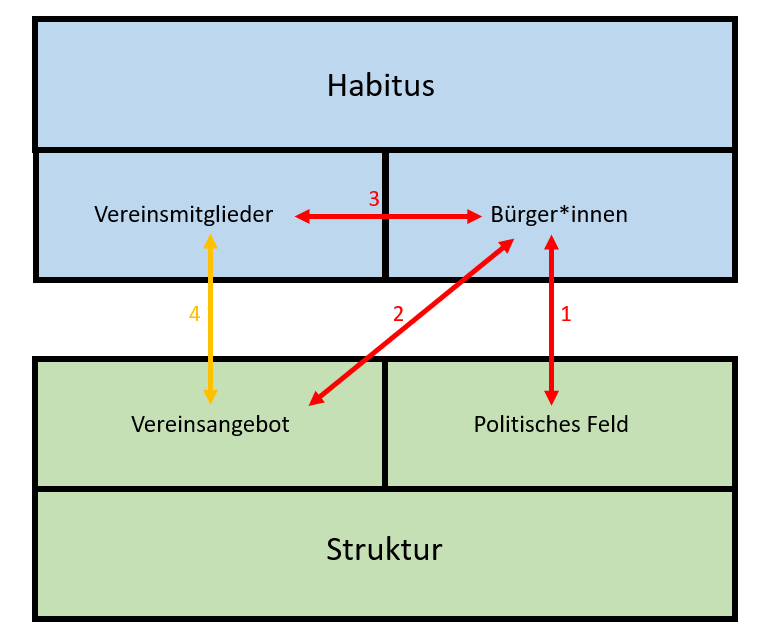 Habitus
Vereinsmitglieder
3
Bürger*innen
4
2
1
Vereinsangebot
Politisches Feld
Struktur